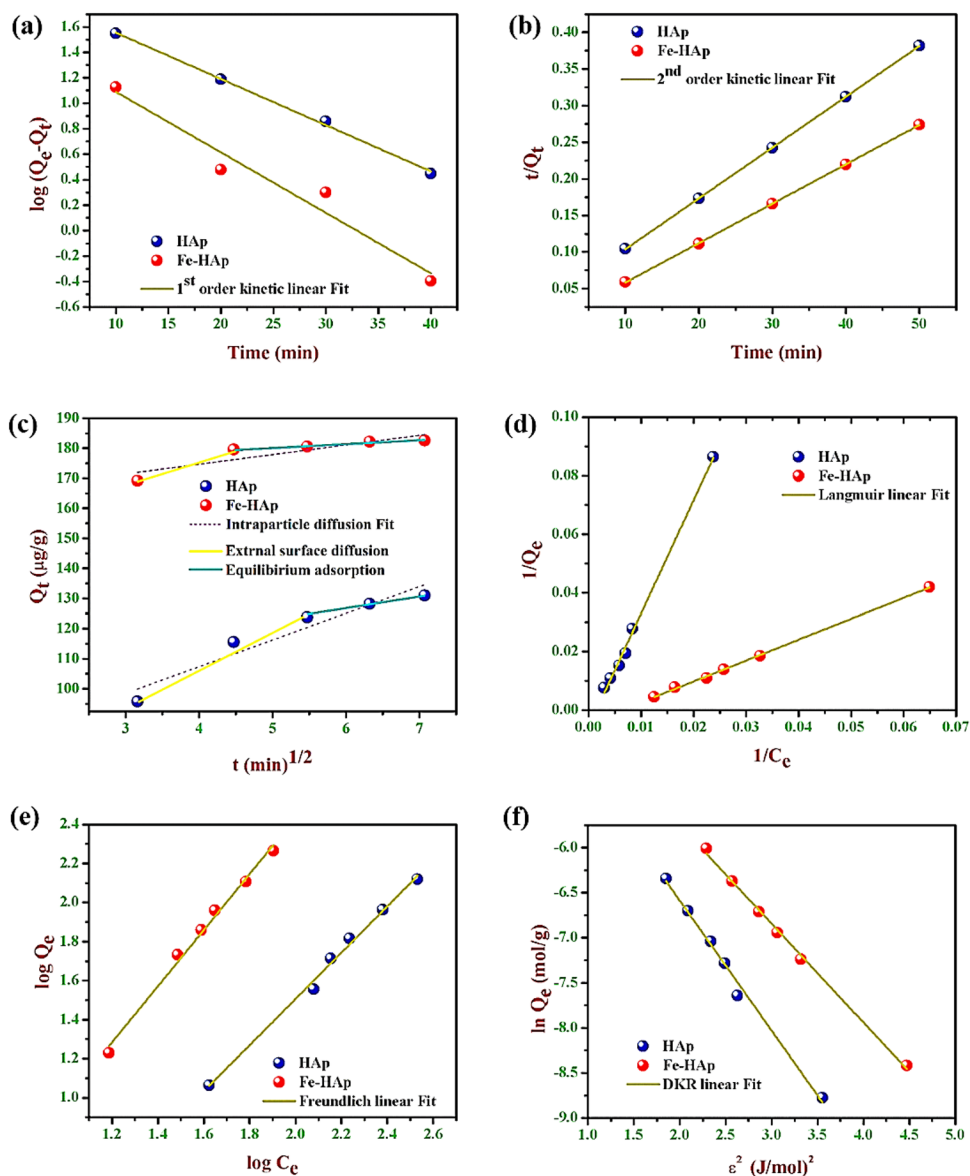 (a)
1.6
1.4
1.2
1.0
0.8
0.6
0.4
0.2
0.0
-0.2
-0.4
-0.6
log (Qe-Qt)
HAp
Fe-HAp
1st order kinetic linear Fit
10 15 20 25 30 35 40
Time (min)
(b)
0.40
0.35
0.30
0.25
0.20
0.15
0.10
0.05
t/Qt
HAp
Fe-HAp
2nd order kinetic linear Fit
10 20 30 40 50
Time (min)
(c)
190
180
170
160
150
140
130
120
110
100
Qt (μg/g)
HAp
Fe-HAp
Intraparticle diffusion Fit
Extrnal surface diffusion
Equilibirium adsorption
3 4 5 6 7
t (min)1/2
(d)
0.10
0.08
0.06
0.04
0.02
0.00
1/Qe
HAp
Fe-HAp
Langmuir linear Fit
0.00 0.01 0.02 0.03 0.04 0.05 0.06 0.07
1/Ce
(e)
2.4
2.2
2.0
1.8
1.6
1.4
1.2
1.0
log Qe
HAp
Fe-HAp
Freundlich linear Fit
1.2 1.4 1.6 1.8 2.0 2.2 2.4 2.6
log Ce
(f)
-6.0
-6.5
-7.0
-7.5
-8.0
-8.5
-9.0
ln Qe (mol/g)
HAp
Fe-HAp
DKR linear Fit
1.5 2.0 2.5 3.0 3.5 4.0 4.5 5.0
ε2 (J/mol)2